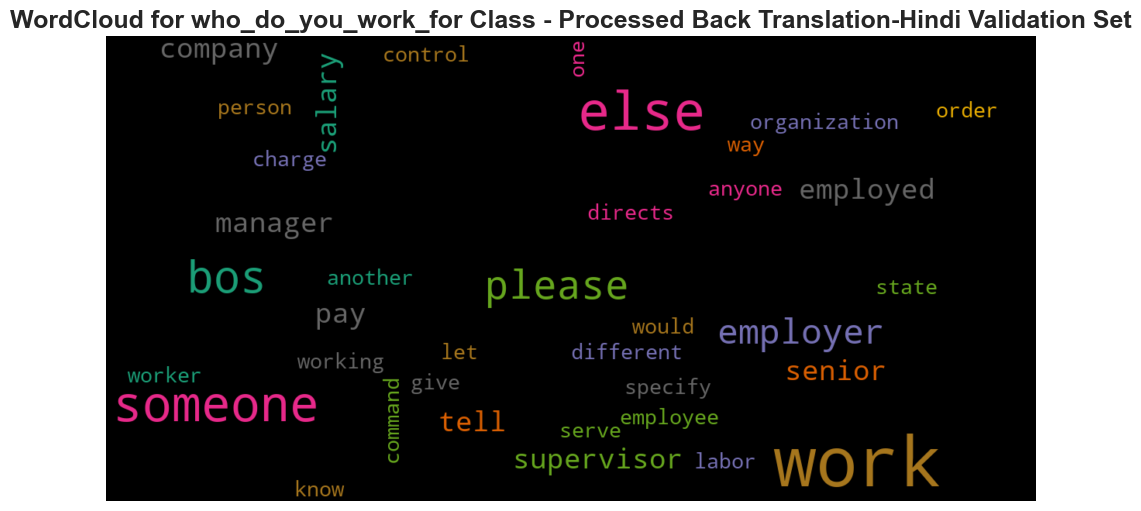 WordCloud for who_do_you_work_for Class - Processed Back Translation-Hindi Validation Set
company
control
one
salary
person
else
order
organization
way
charge
anyone
employed
directs
manager
bos
another
please
state
pay
would
employer
let
different
working
senior
worker
give
specify
someone
command
tell
employee
serve
supervisor
labor
work
know